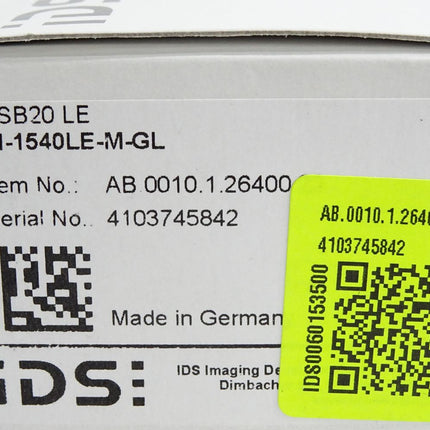 SB20 LE
I-1540LE-M-GL
em No.: AB.0010.1.26400
erial No.. 4103745842
Made in German
IDS
IDS Imaging De
Dimbach
AB.0010.1.2640
4103745842
IDS0060153500